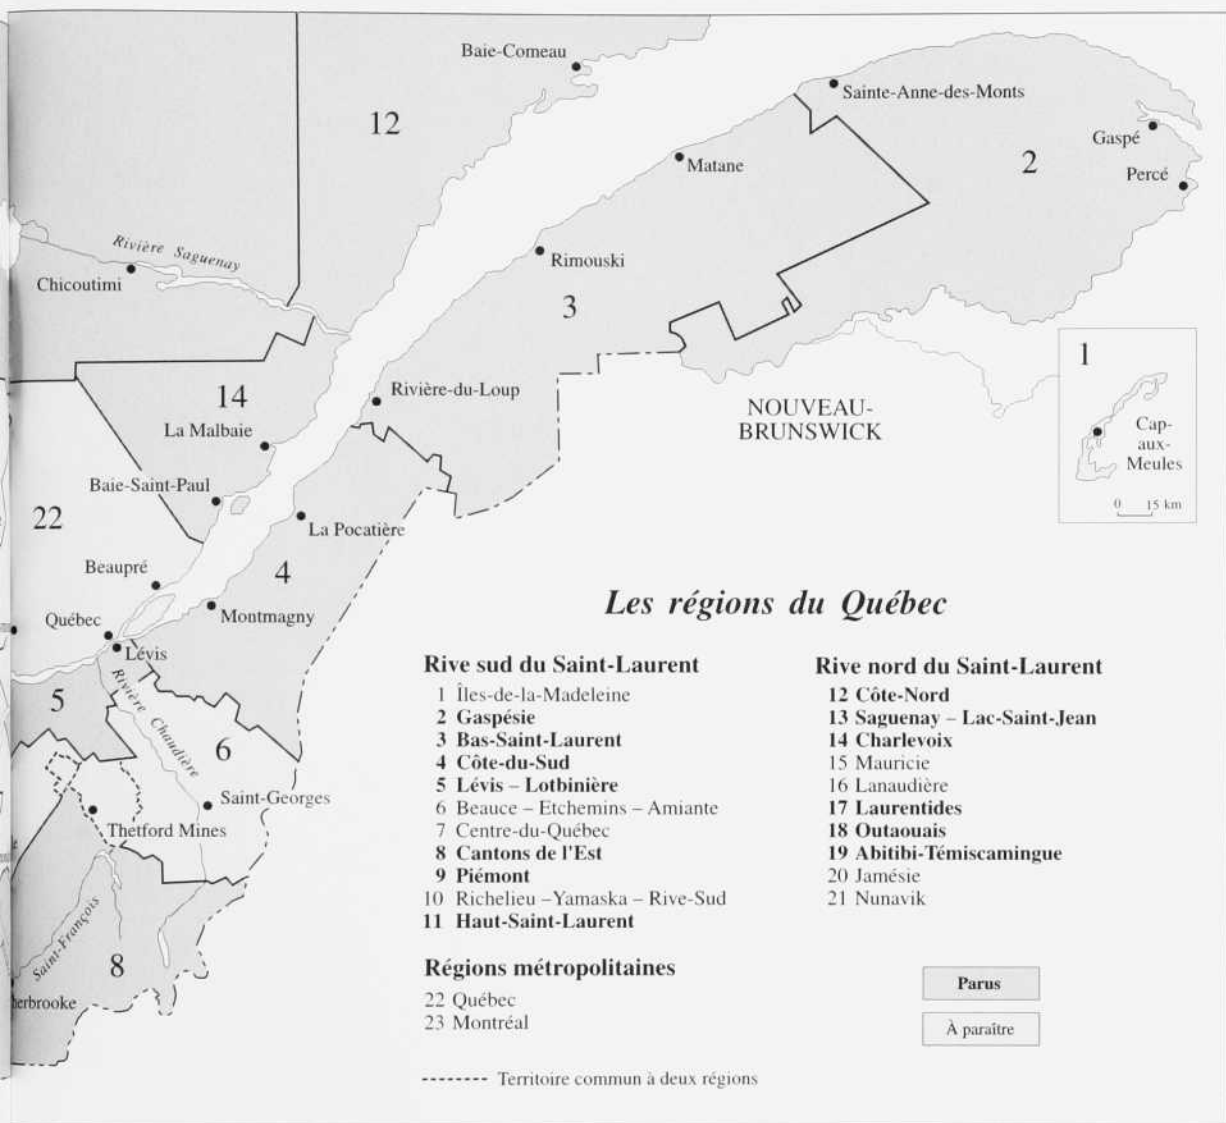 Baie-Comeau
12
Sainte-Anne-des-Monts
Gaspé
2
Matane
Percé
Rivière Saguenay
Chicoutimi
Rimouski
3
1
Cap-
aux-
Meules
0 15 km
14
Rivière-du-Loup
La Malbaie
NOUVEAU-
BRUNSWICK
Baie-Saint-Paul
22
La Pocatière
Beaupré
4
Québec
Montmagny
Lévis
5
Rivière Chaudière
6
Saint-Georges
Thetford Mines
Saint-François
8
erbrooke
Les régions du Québec
Rive sud du Saint-Laurent
1 Îles-de-la-Madeleine
2 Gaspésie
3 Bas-Saint-Laurent
4 Côte-du-Sud
5 Lévis – Lotbinière
6 Beauce – Etchemins – Amiante
7 Centre-du-Québec
8 Cantons de l'Est
9 Piémont
10 Richelieu –Yamaska – Rive-Sud
11 Haut-Saint-Laurent
Régions métropolitaines
22 Québec
23 Montréal
Rive nord du Saint-Laurent
12 Côte-Nord
13 Saguenay – Lac-Saint-Jean
14 Charlevoix
15 Mauricie
16 Lanaudière
17 Laurentides
18 Outaouais
19 Abitibi-Témiscamingue
20 Jamésie
21 Nunavik
Parus
À paraître
Territoire commun à deux régions